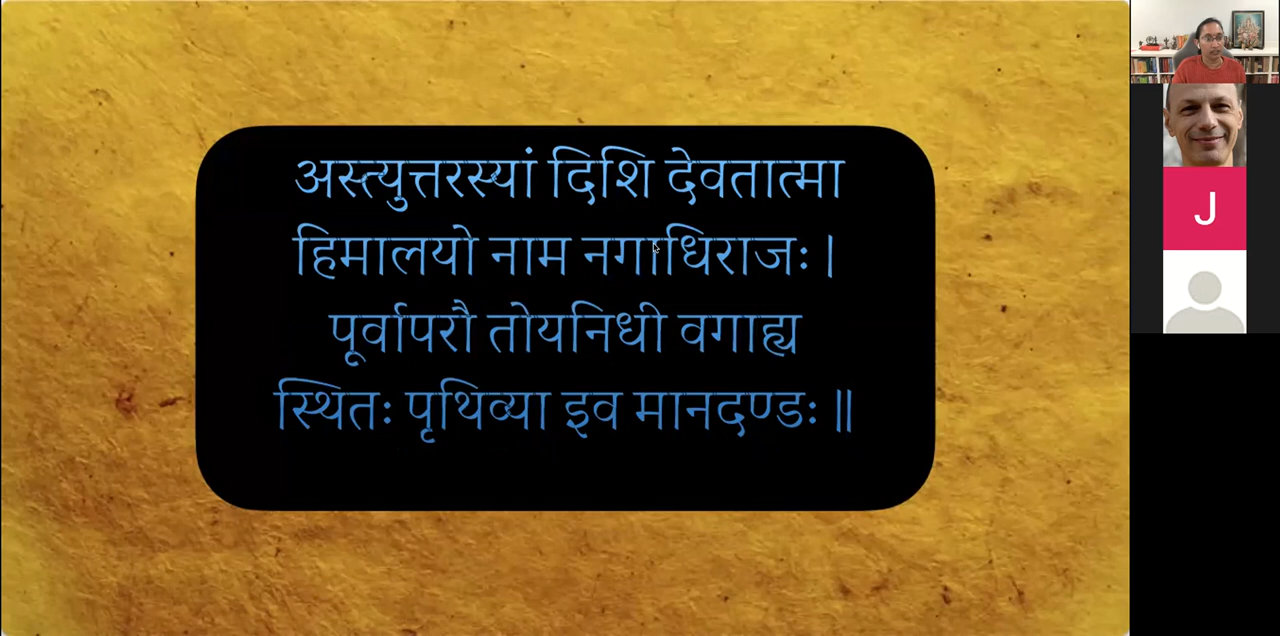 अस्त्युत्तरस्यां दिशि देवतात्मा
हिमालयो नाम नगाधिराजः।
पूर्वापरौ तोयनिधी वगाह्य
स्थितः पृथिव्या इव मानदण्डः॥
J